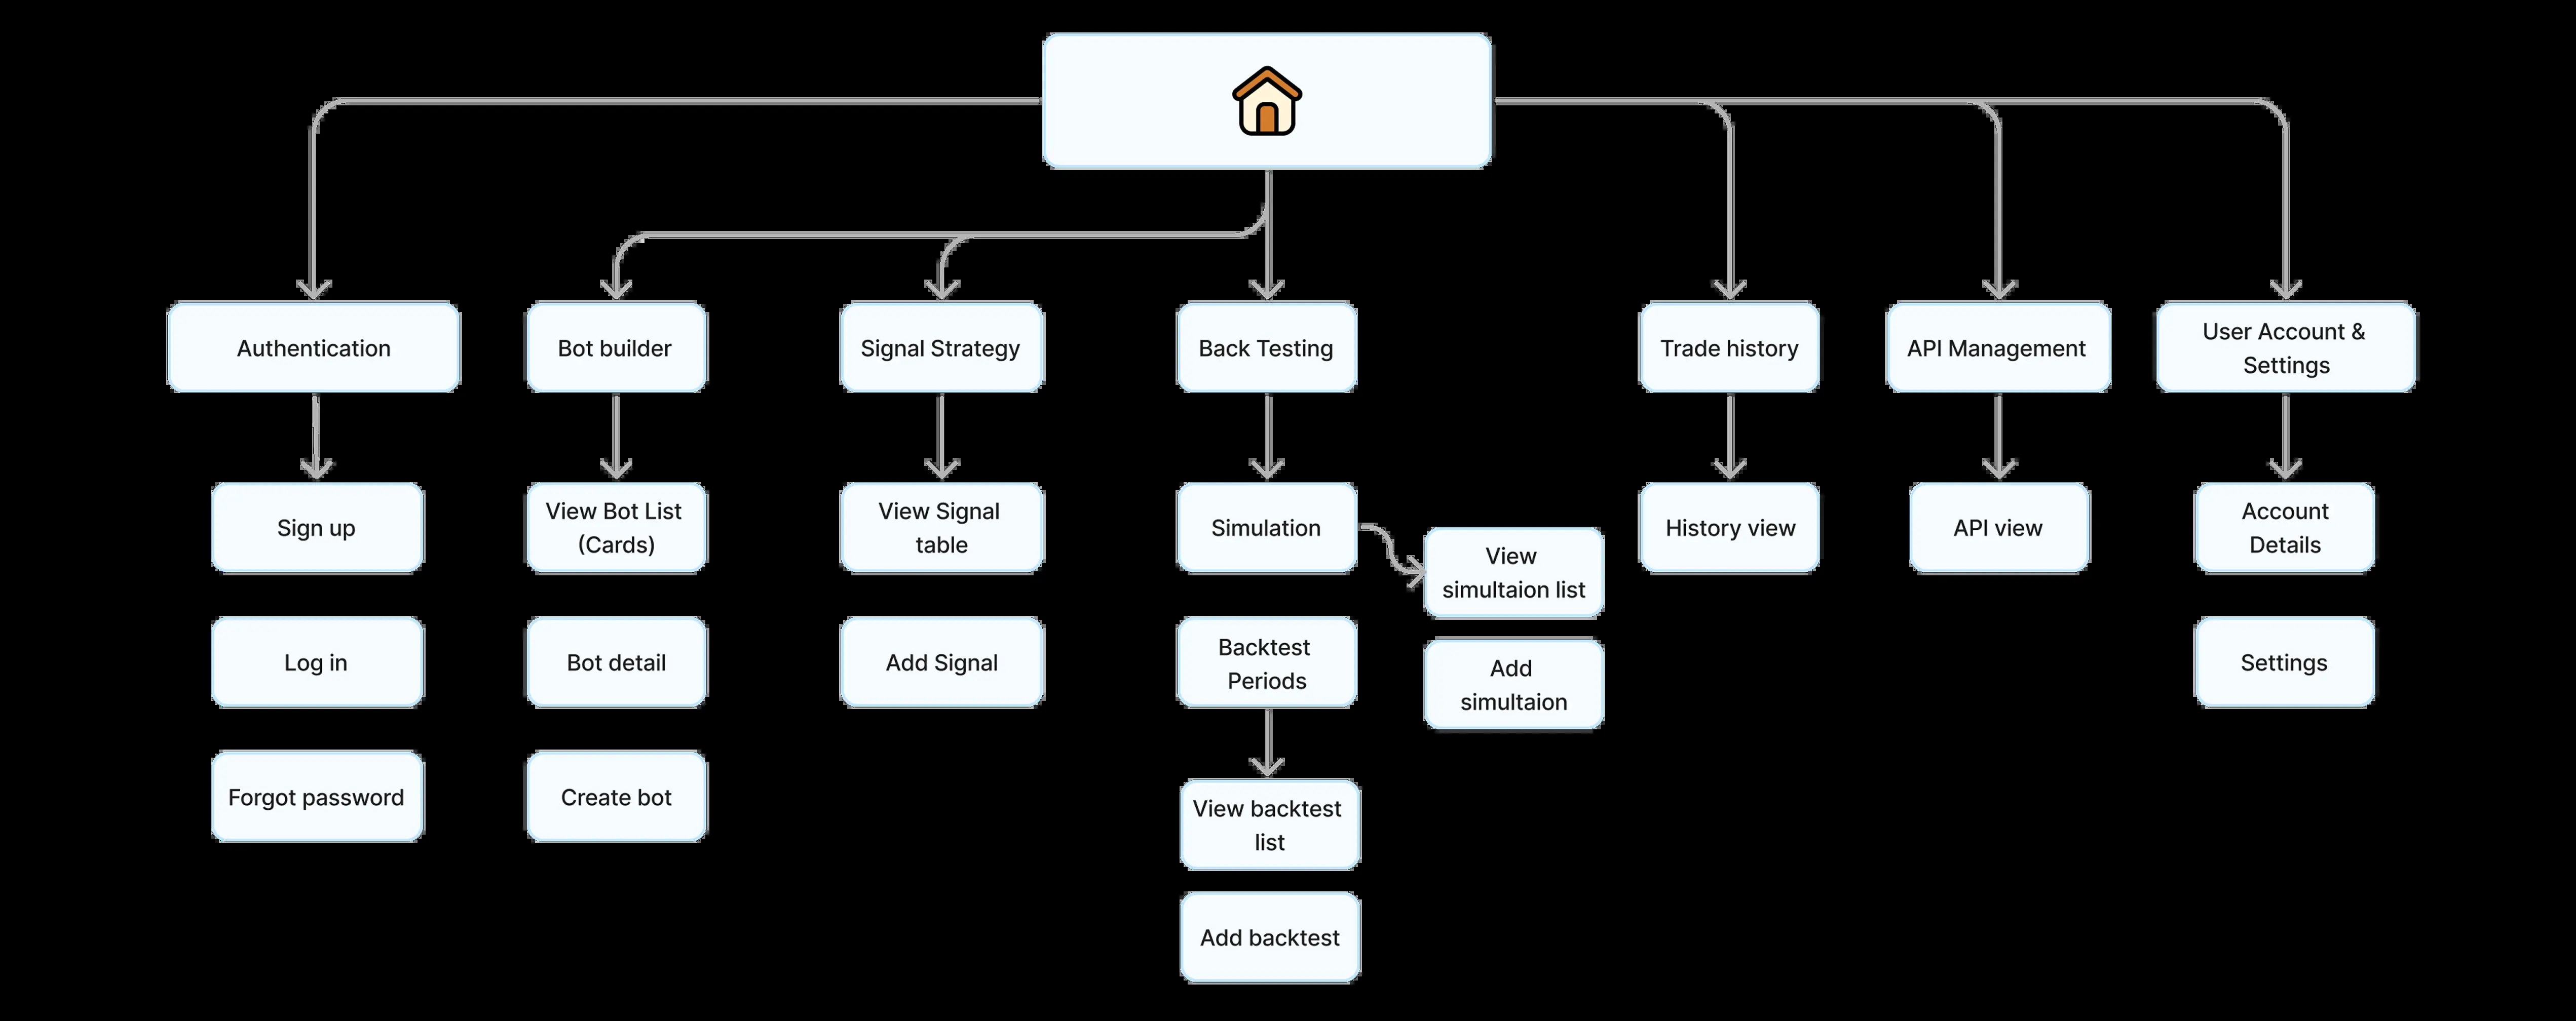 Authentication
Bot builder
Signal Strategy
Back Testing
Trade history
API Management
User Account &
Settings
Sign up
View Bot List
(Cards)
View Signal
table
Simulation
View
simultaion list
History view
API view
Account
Details
Log in
Bot detail
Add Signal
Backtest
Periods
Add
simultaion
Settings
Forgot password
Create bot
View backtest
list
Add backtest